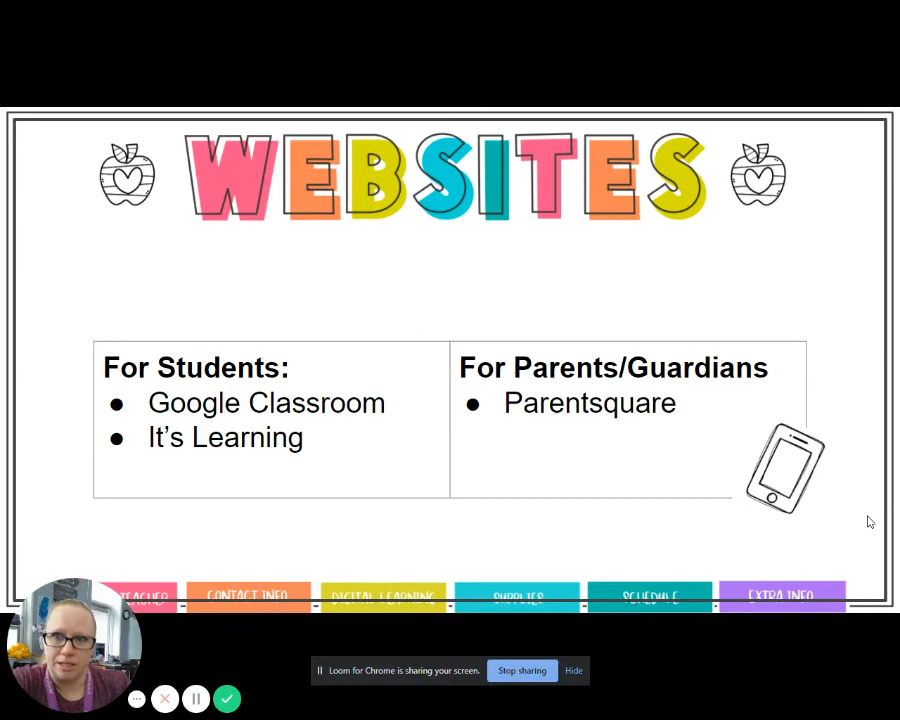 WEBSITES
For Students:
● Google Classroom
● It's Learning
For Parents/Guardians
● Parentsquare
TEACHER
CONTACT INFO
DIGITAL LEARNING
SUPPLIES
SCHEDULE
EXTRA INFO
Loom for Chrome is sharing your screen.
Stop sharing
Hide